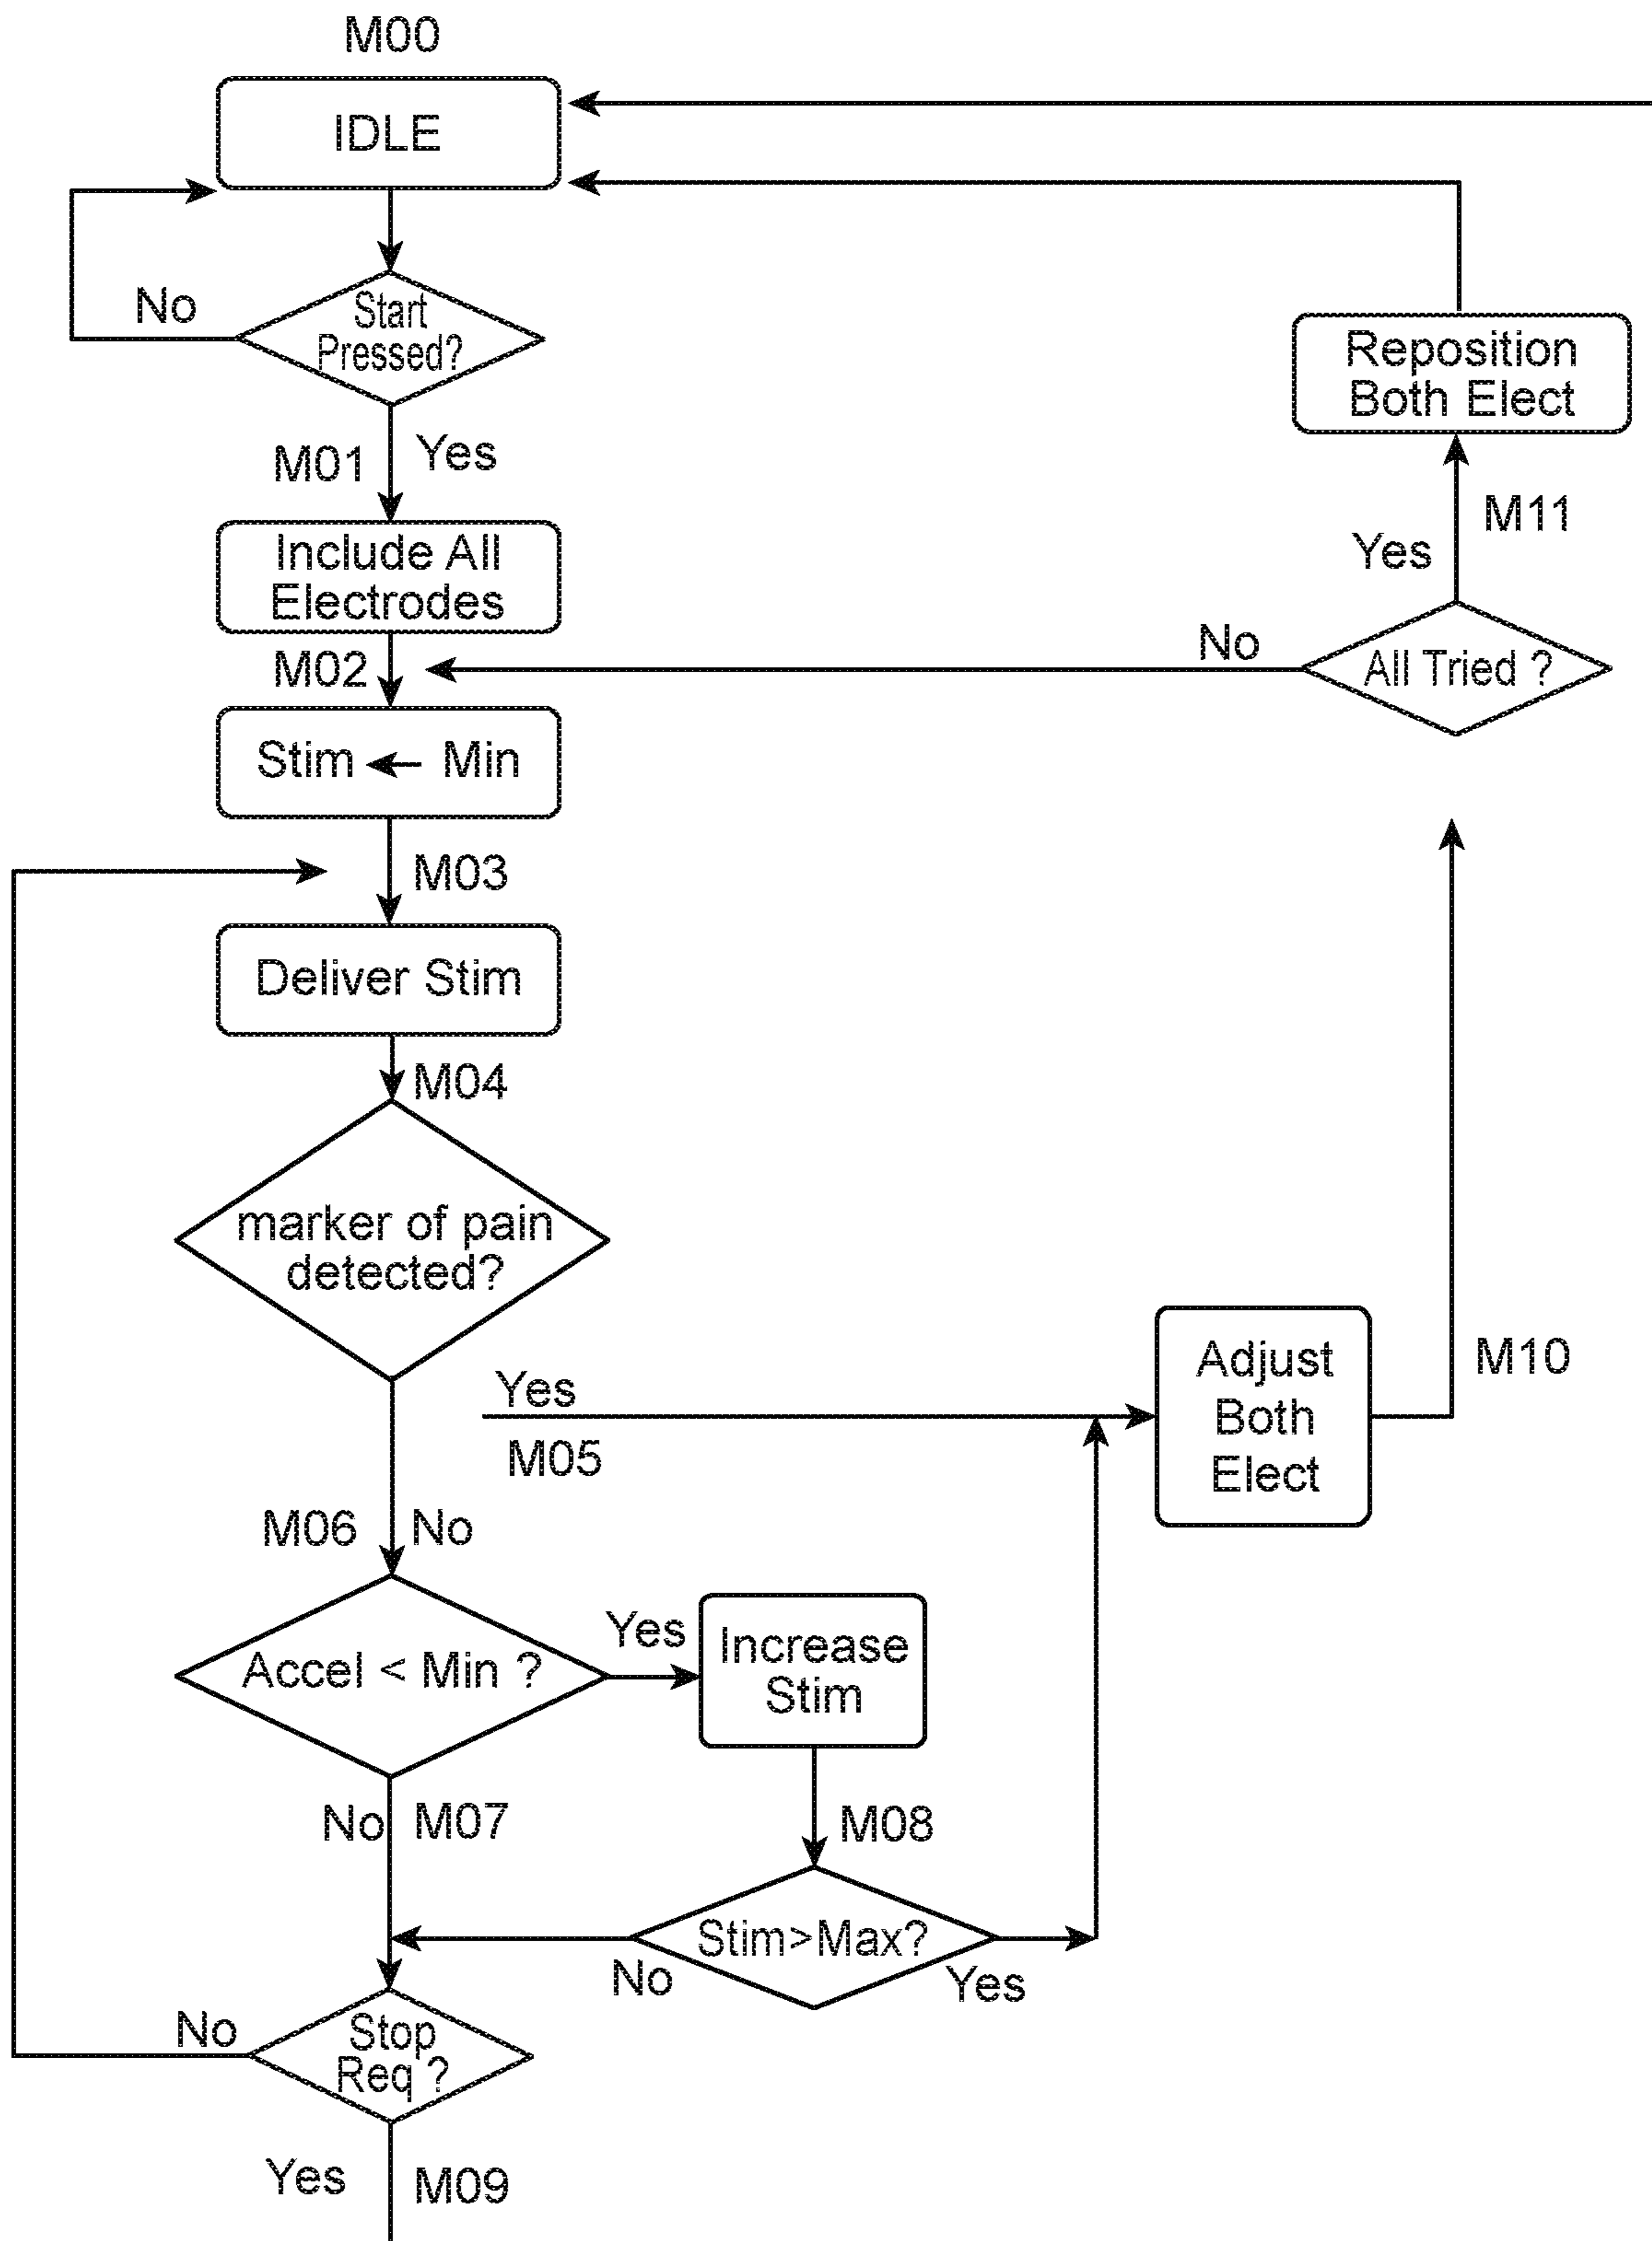 M00
IDLE
No
Start
Pressed?
M01 Yes
Include All
Electrodes
M02
Stim ← Min
M03
Deliver Stim
M04
marker of pain
detected?
Yes
M05
M06 No
Accel < Min ?
Yes
Increase
Stim
No M07
M08
Stim>Max?
No
Yes
No
Stop
Req ?
Yes M09
Adjust
Both
Elect
M10
All Tried ?
No
Yes
M11
Reposition
Both Elect